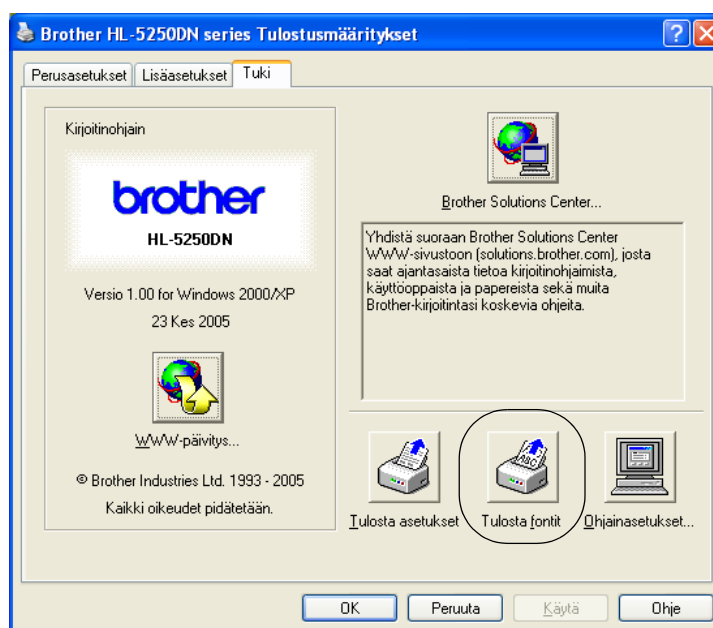 Brother HL-5250DN series Tulostusmääritykset
Perusasetukset Lisäasetukset Tuki
Kirjoitinohjain
brother
HL-5250DN
Versio 1.00 for Windows 2000/XP
23 Kes 2005
WWW-päivitys...
© Brother Industries Ltd. 1993 - 2005
Kaikki oikeudet pidätetään.
Brother Solutions Center...
Yhdistä suoraan Brother Solutions Center
WWW-sivustoon (solutions.brother.com), josta
saat ajantasaista tietoa kirjoitinohjaimista,
käyttöoppaista ja papereista sekä muita
Brother-kirjoitintasi koskevia ohjeita.
Tulosta asetukset Tulosta fontit Ohjainasetukset...
OK Peruuta Käytä Ohje